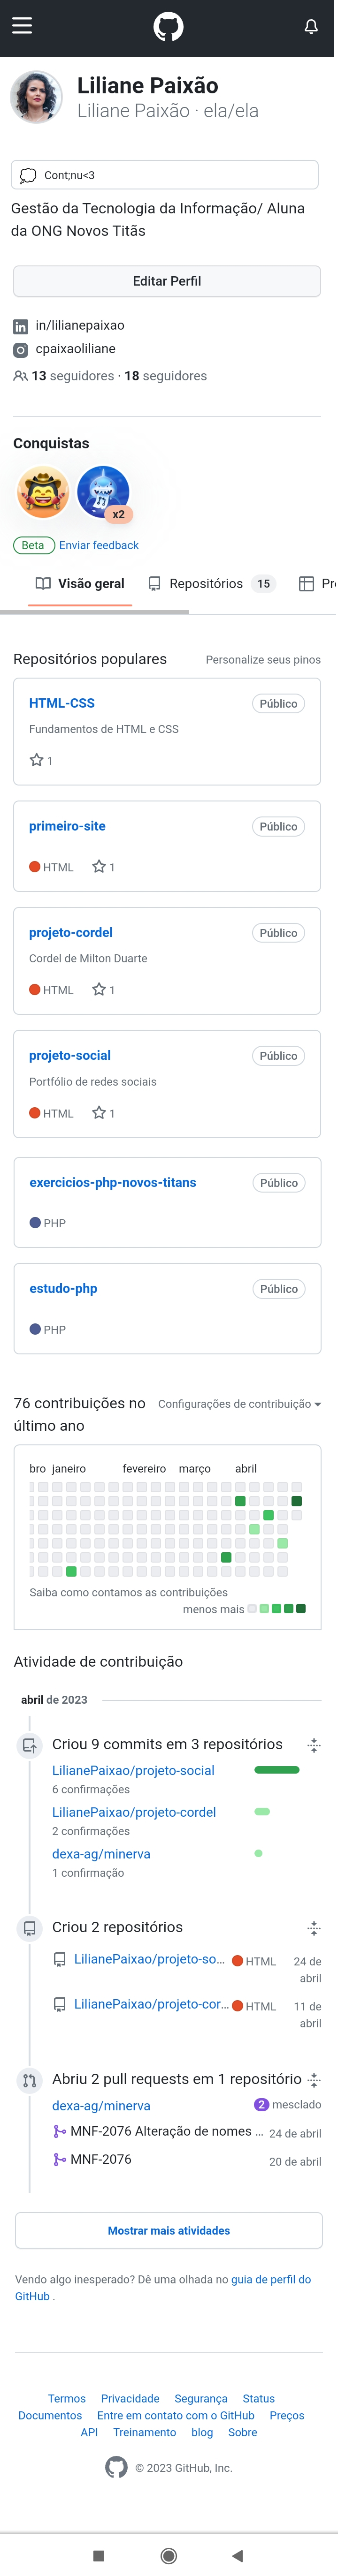 Liliane Paixão
Liliane Paixão · ela/ela
Cont;nu<3
Gestão da Tecnologia da Informação/ Aluna
da ONG Novos Titãs
Editar Perfil
in/lilianepaixao
cpaixaoliliane
13 seguidores · 18 seguidores
Conquistas
x2
Beta Enviar feedback
Visão geral Repositórios 15 Pr
Repositórios populares Personalize seus pinos
HTML-CSS Público
Fundamentos de HTML e CSS
1
primeiro-site Público
HTML 1
projeto-cordel Público
Cordel de Milton Duarte
HTML 1
projeto-social Público
Portfólio de redes sociais
HTML 1
exercicios-php-novos-titans Público
PHP
estudo-php Público
PHP
76 contribuições no Configurações de contribuição
último ano
bro janeiro fevereiro março abril
Saiba como contamos as contribuições
menos mais
Atividade de contribuição
abril de 2023
Criou 9 commits em 3 repositórios
LilianePaixao/projeto-social
6 confirmações
LilianePaixao/projeto-cordel
2 confirmações
dexa-ag/minerva
1 confirmação
Criou 2 repositórios
LilianePaixao/projeto-so... HTML 24 de
abril
LilianePaixao/projeto-cor... HTML 11 de
abril
Abriu 2 pull requests em 1 repositório
dexa-ag/minerva 2 mesclado
MNF-2076 Alteração de nomes ... 24 de abril
MNF-2076 20 de abril
Mostrar mais atividades
Vendo algo inesperado? Dê uma olhada no guia de perfil do
GitHub .
Termos Privacidade Segurança Status
Documentos Entre em contato com o GitHub Preços
API Treinamento blog Sobre
© 2023 GitHub, Inc.